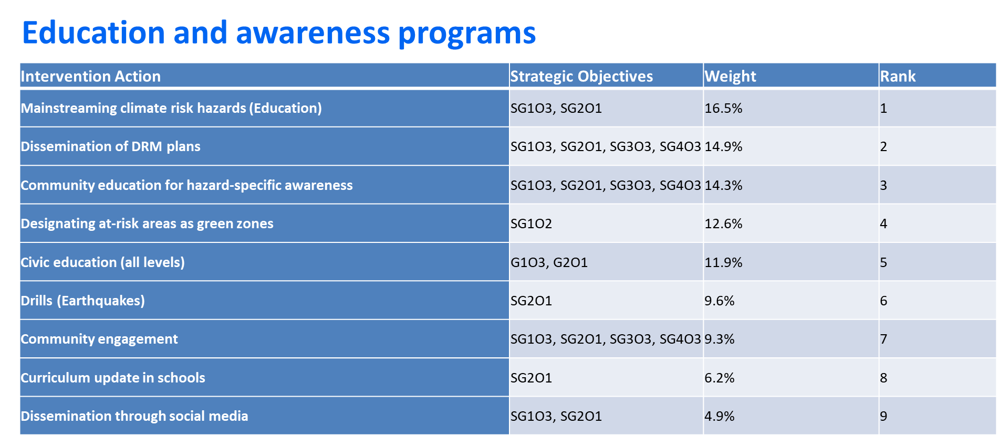 Education and awareness programs
Intervention Action Strategic Objectives Weight Rank
Mainstreaming climate risk hazards (Education) SG1O3, SG2O1 16.5% 1
Dissemination of DRM plans SG1O3, SG2O1, SG3O3, SG4O3 14.9% 2
Community education for hazard-specific awareness SG1O3, SG2O1, SG3O3, SG4O3 14.3% 3
Designating at-risk areas as green zones SG1O2 12.6% 4
Civic education (all levels) G1O3, G2O1 11.9% 5
Drills (Earthquakes) SG2O1 9.6% 6
Community engagement SG1O3, SG2O1, SG3O3, SG4O3 9.3% 7
Curriculum update in schools SG2O1 6.2% 8
Dissemination through social media SG1O3, SG2O1 4.9% 9